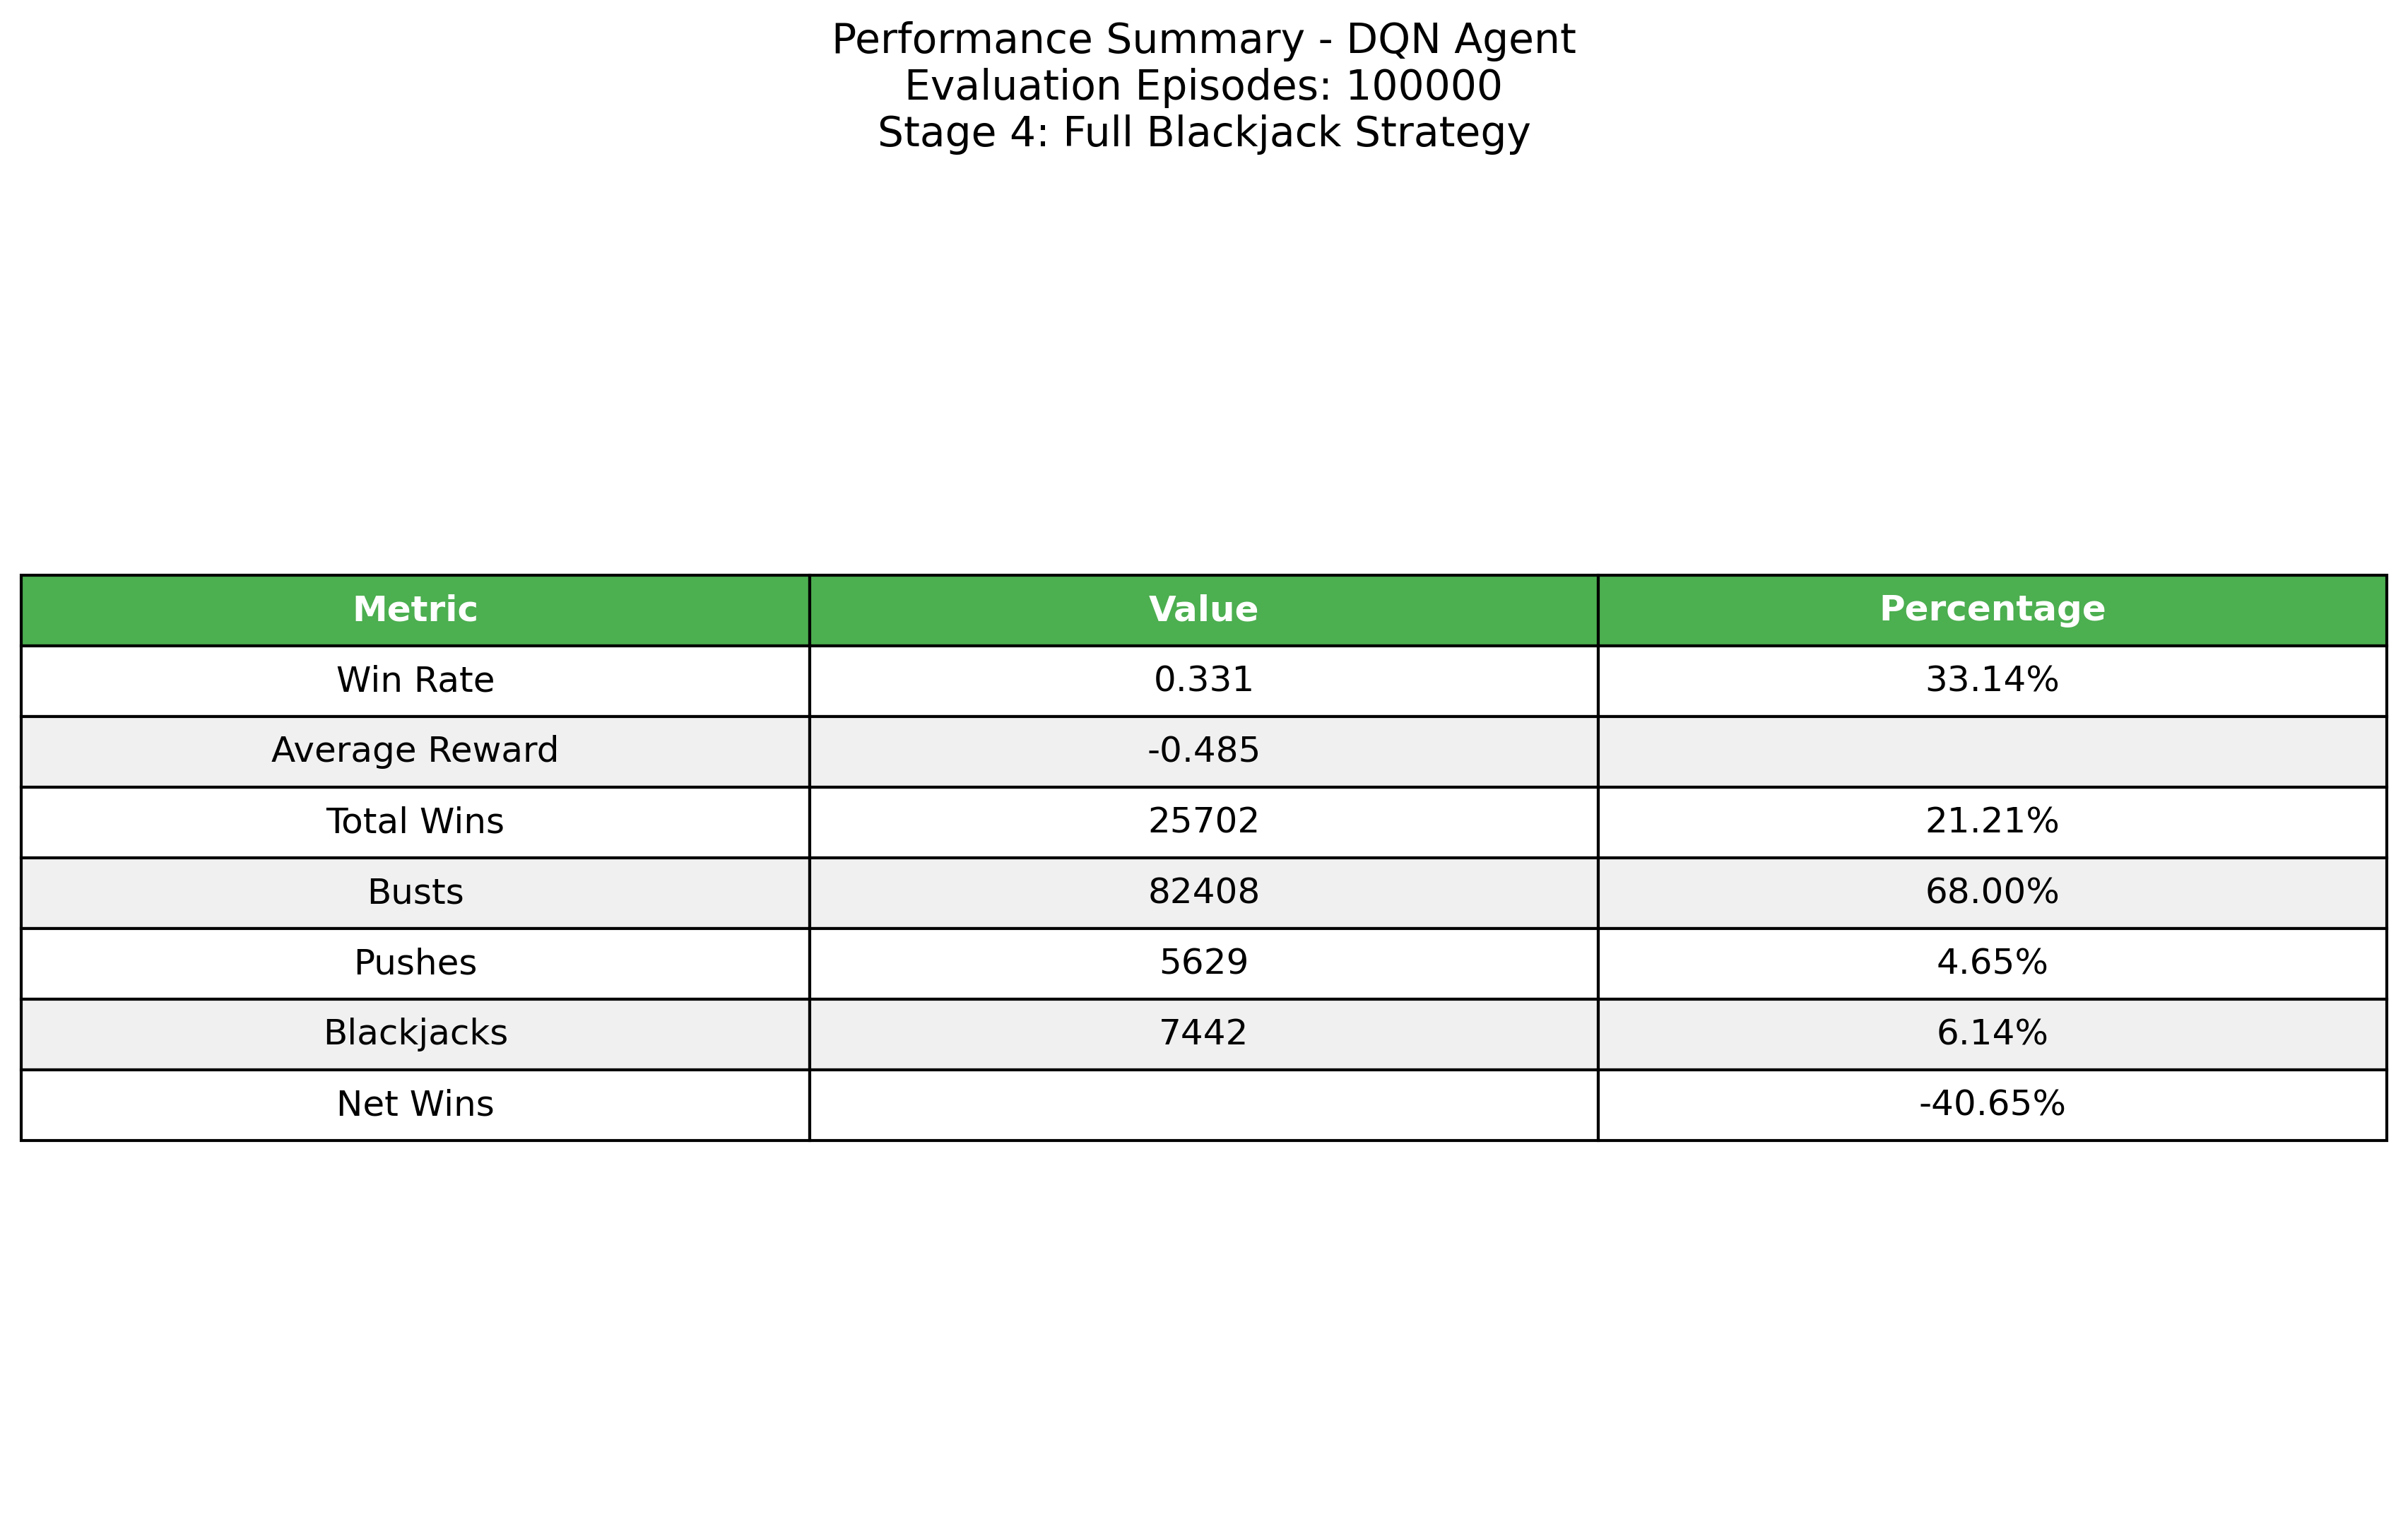 Performance Summary - DQN Agent
Evaluation Episodes: 100000
Stage 4: Full Blackjack Strategy
Metric Value Percentage
Win Rate 0.331 33.14%
Average Reward -0.485
Total Wins 25702 21.21%
Busts 82408 68.00%
Pushes 5629 4.65%
Blackjacks 7442 6.14%
Net Wins -40.65%